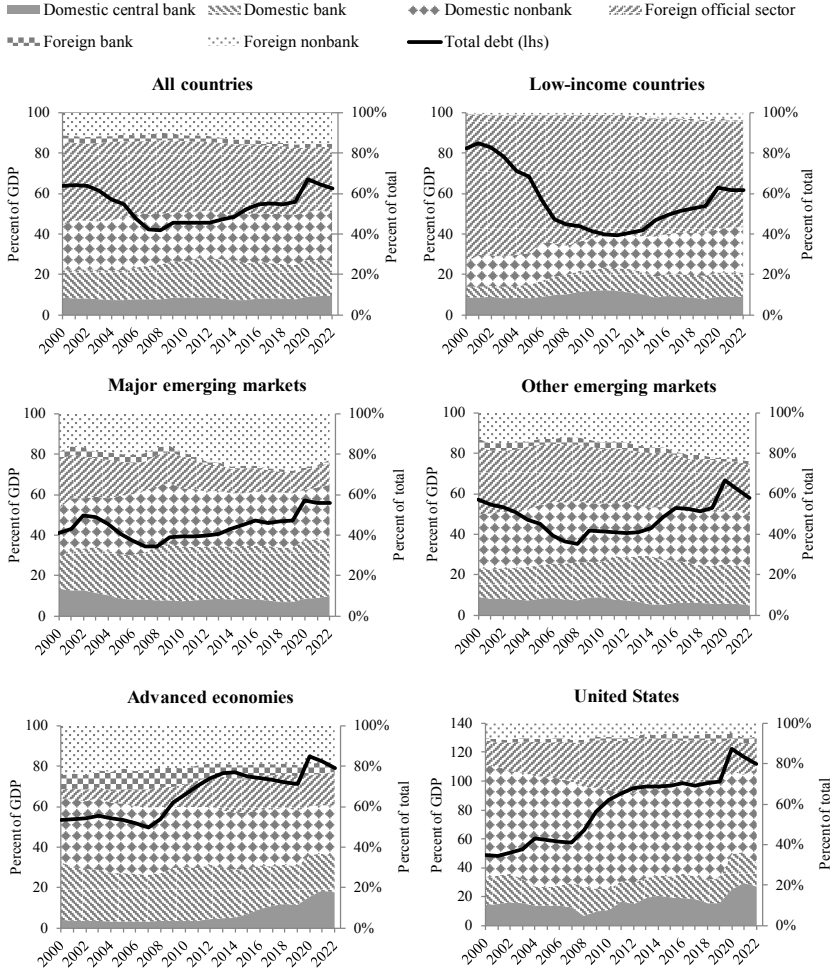 Domestic central bank Domestic bank Domestic nonbank Foreign official sector
Foreign bank Foreign nonbank Total debt (lhs)
All countries
Percent of GDP
100
80
60
40
20
0
100%
80%
60%
40%
20%
0%
Percent of total
2000 2002 2004 2006 2008 2010 2012 2014 2016 2018 2020 2022
Low-income countries
Percent of GDP
100
80
60
40
20
0
100%
80%
60%
40%
20%
0%
Percent of total
2000 2002 2004 2006 2008 2010 2012 2014 2016 2018 2020 2022
Major emerging markets
Percent of GDP
100
80
60
40
20
0
100%
80%
60%
40%
20%
0%
Percent of total
2000 2002 2004 2006 2008 2010 2012 2014 2016 2018 2020 2022
Other emerging markets
Percent of GDP
100
80
60
40
20
0
100%
80%
60%
40%
20%
0%
Percent of total
2000 2002 2004 2006 2008 2010 2012 2014 2016 2018 2020 2022
Advanced economies
Percent of GDP
100
80
60
40
20
0
100%
80%
60%
40%
20%
0%
Percent of total
2000 2002 2004 2006 2008 2010 2012 2014 2016 2018 2020 2022
United States
Percent of GDP
140
120
100
80
60
40
20
0
100%
80%
60%
40%
20%
0%
Percent of total
2000 2002 2004 2006 2008 2010 2012 2014 2016 2018 2020 2022